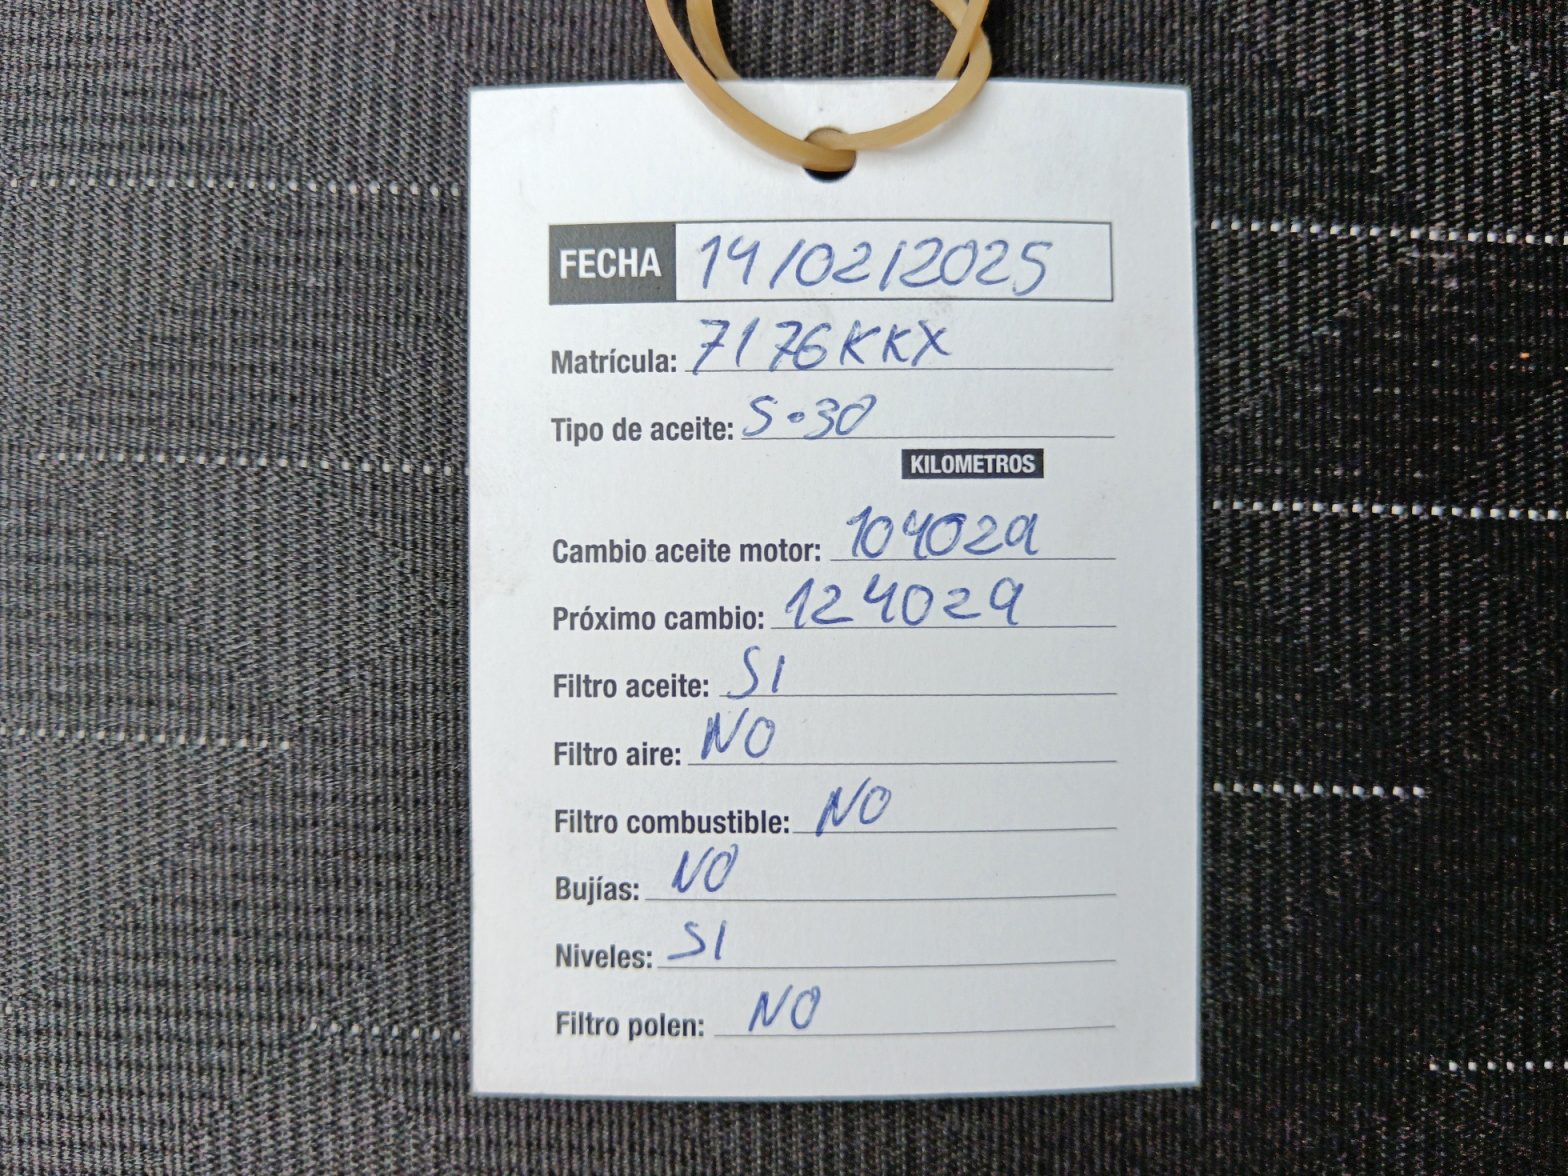 FECHA 14/02/2025
Matrícula: 7176KKX
Tipo de aceite: 5-30
KILOMETROS
Cambio aceite motor: 104029
Próximo cambio: 124029
Filtro aceite: SI
Filtro aire: NO
Filtro combustible: NO
Bujías: NO
Niveles: SI
Filtro polen: NO